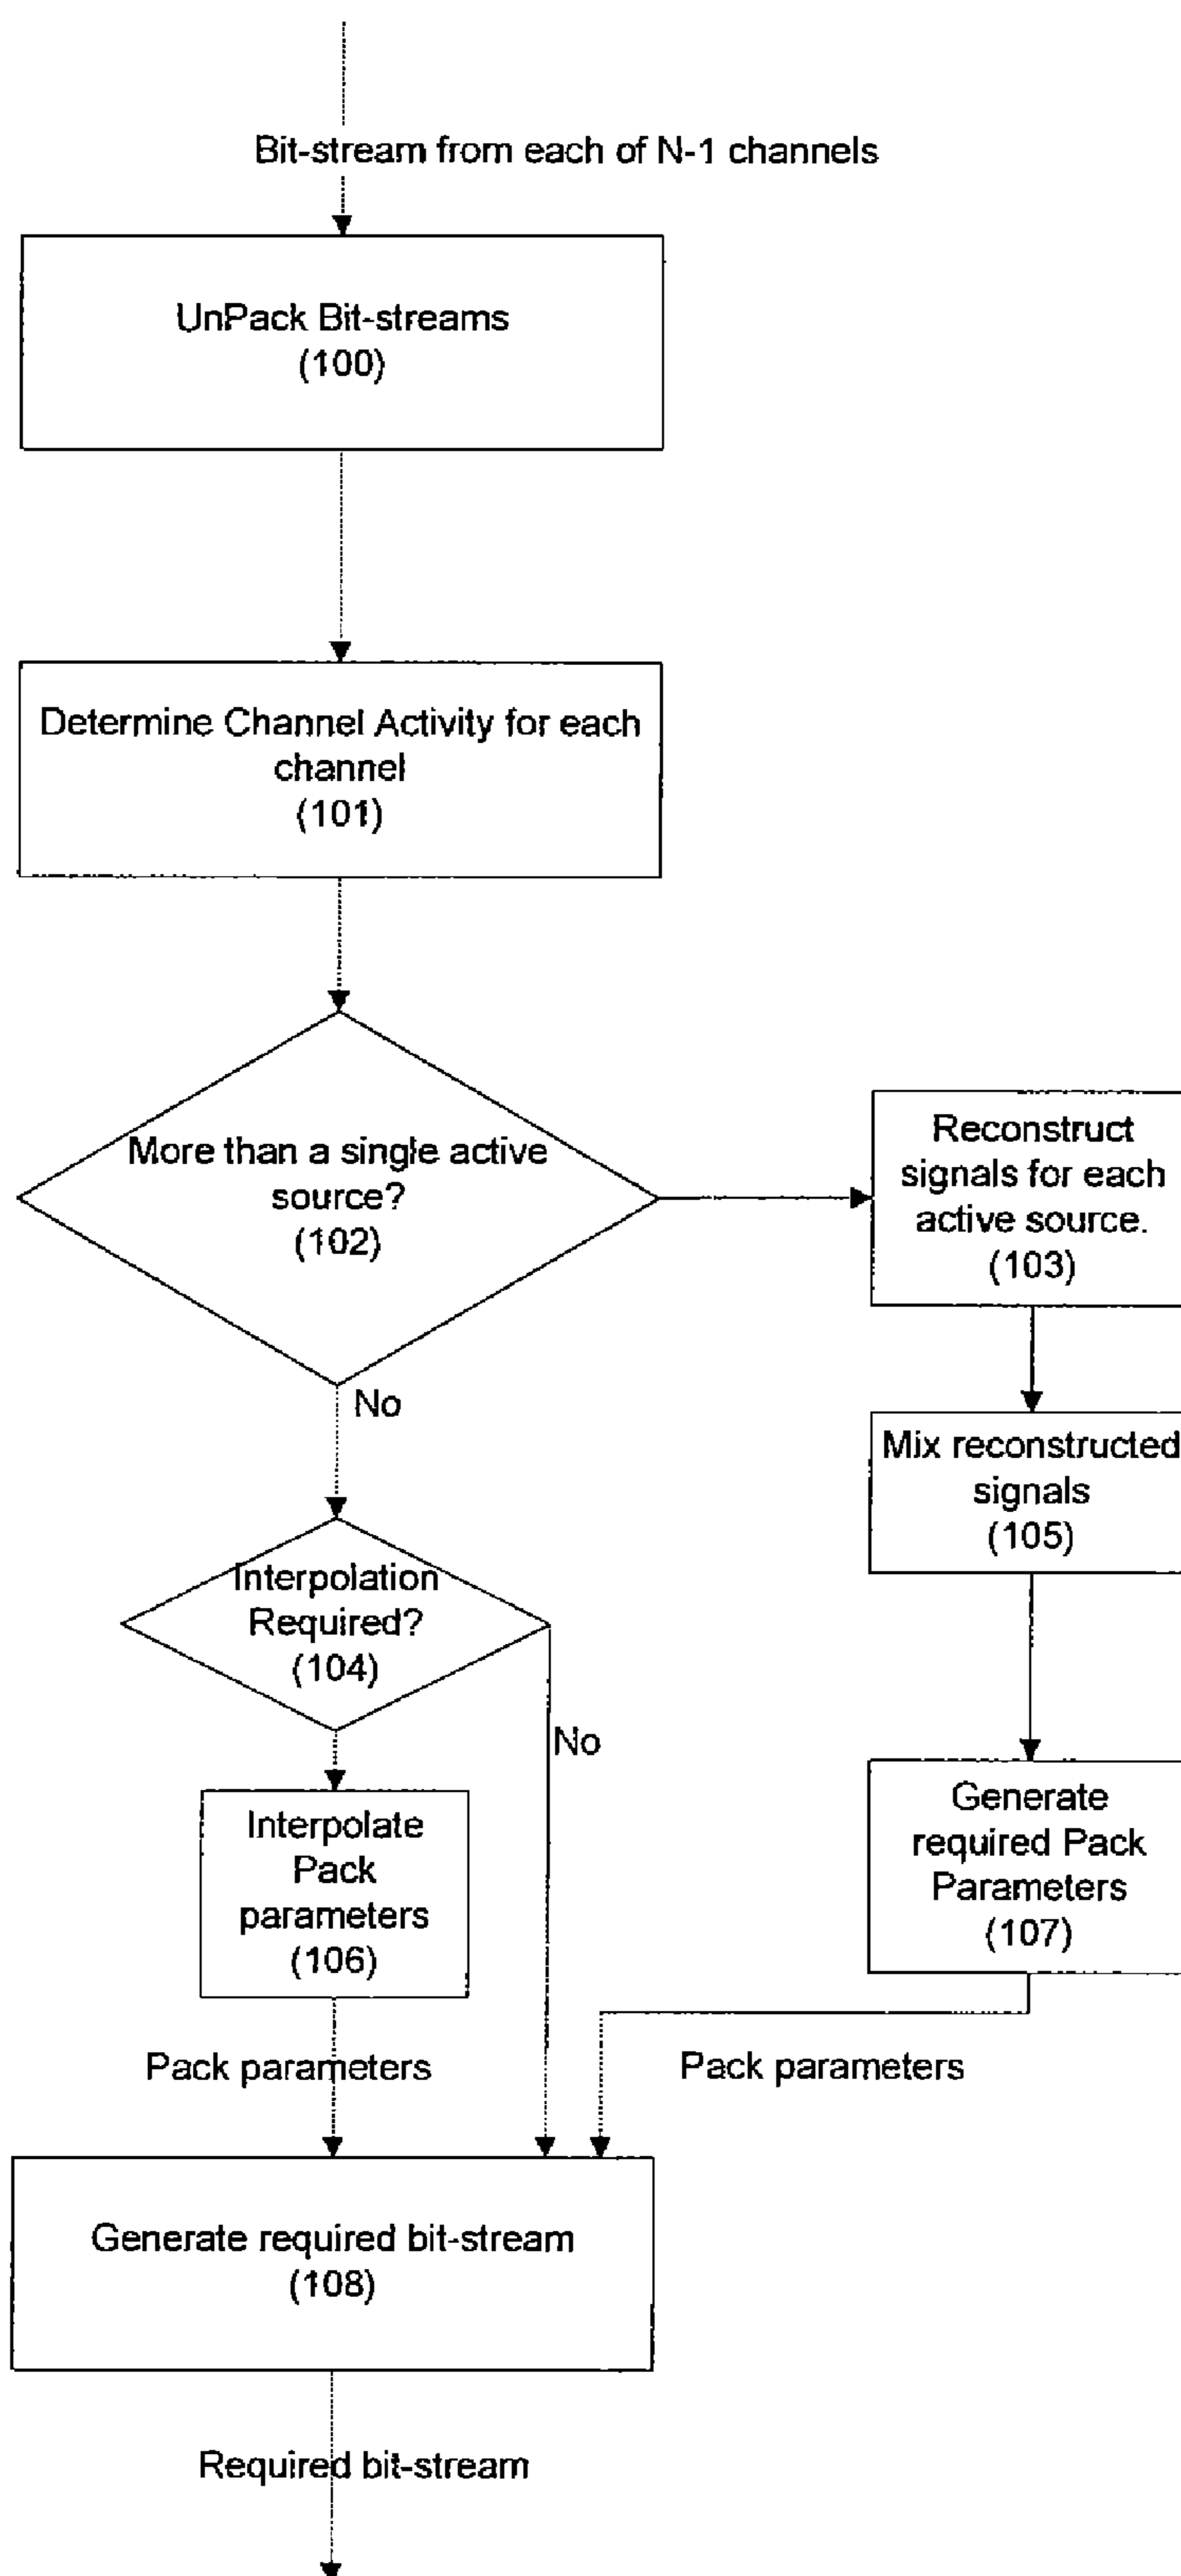 Bit-stream from each of N-1 channels
UnPack Bit-streams
(100)
Determine Channel Activity for each
channel
(101)
More than a single active
source?
(102)
Reconstruct
signals for each
active source.
(103)
No
Mix reconstructed
signals
(105)
Interpolation
Required?
(104)
No
Generate
required Pack
Parameters
(107)
Interpolate
Pack
parameters
(106)
Pack parameters
Pack parameters
Generate required bit-stream
(108)
Required bit-stream